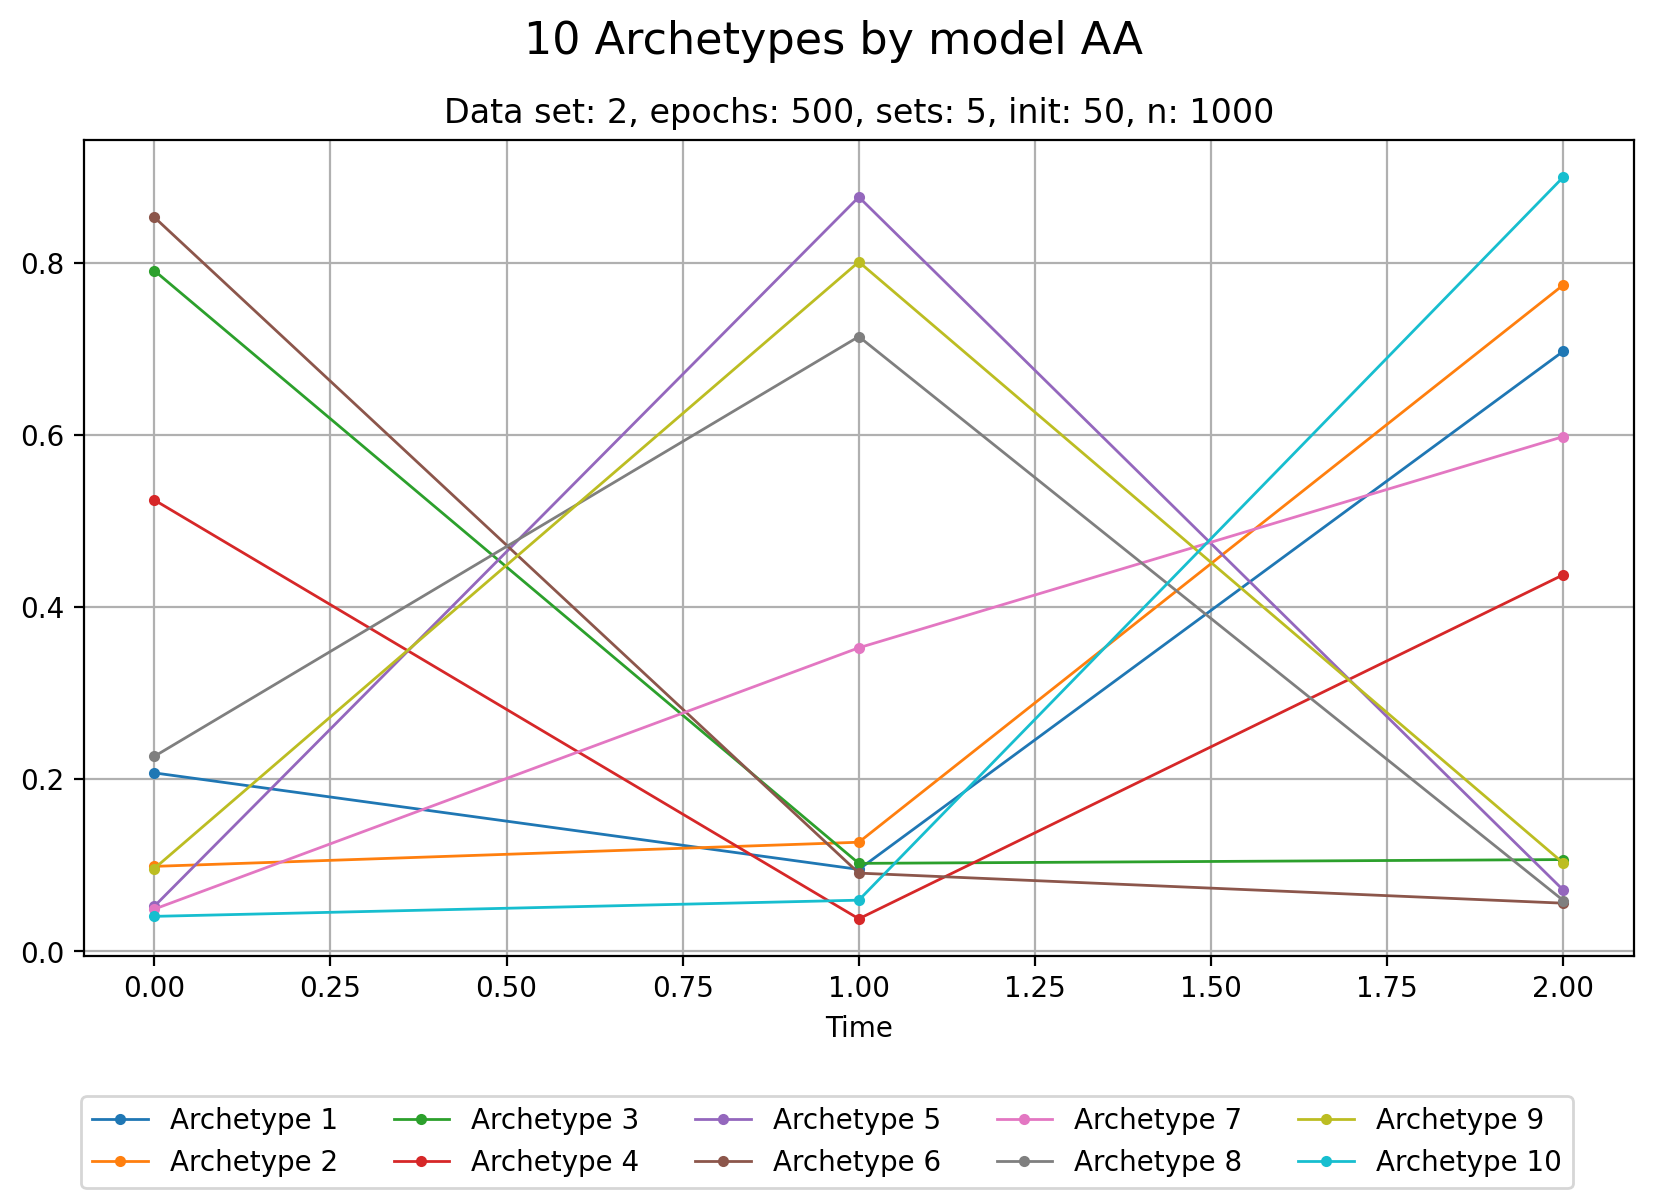 10 Archetypes by model AA
Data set: 2, epochs: 500, sets: 5, init: 50, n: 1000
0.8
0.6
0.4
0.2
0.0
0.00 0.25 0.50 0.75 1.00 1.25 1.50 1.75 2.00
Time
Archetype 1 Archetype 3 Archetype 5 Archetype 7 Archetype 9
Archetype 2 Archetype 4 Archetype 6 Archetype 8 Archetype 10